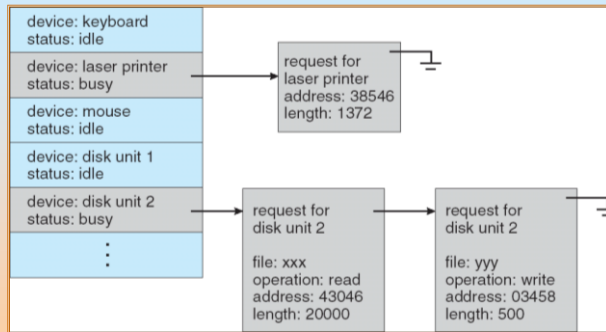 device: keyboard
status: idle
device: laser printer
status: busy
device: mouse
status: idle
device: disk unit 1
status: idle
device: disk unit 2
status: busy
⋮
request for
laser printer
address: 38546
length: 1372
request for
disk unit 2
file: xxx
operation: read
address: 43046
length: 20000
request for
disk unit 2
file: yyy
operation: write
address: 03458
length: 500